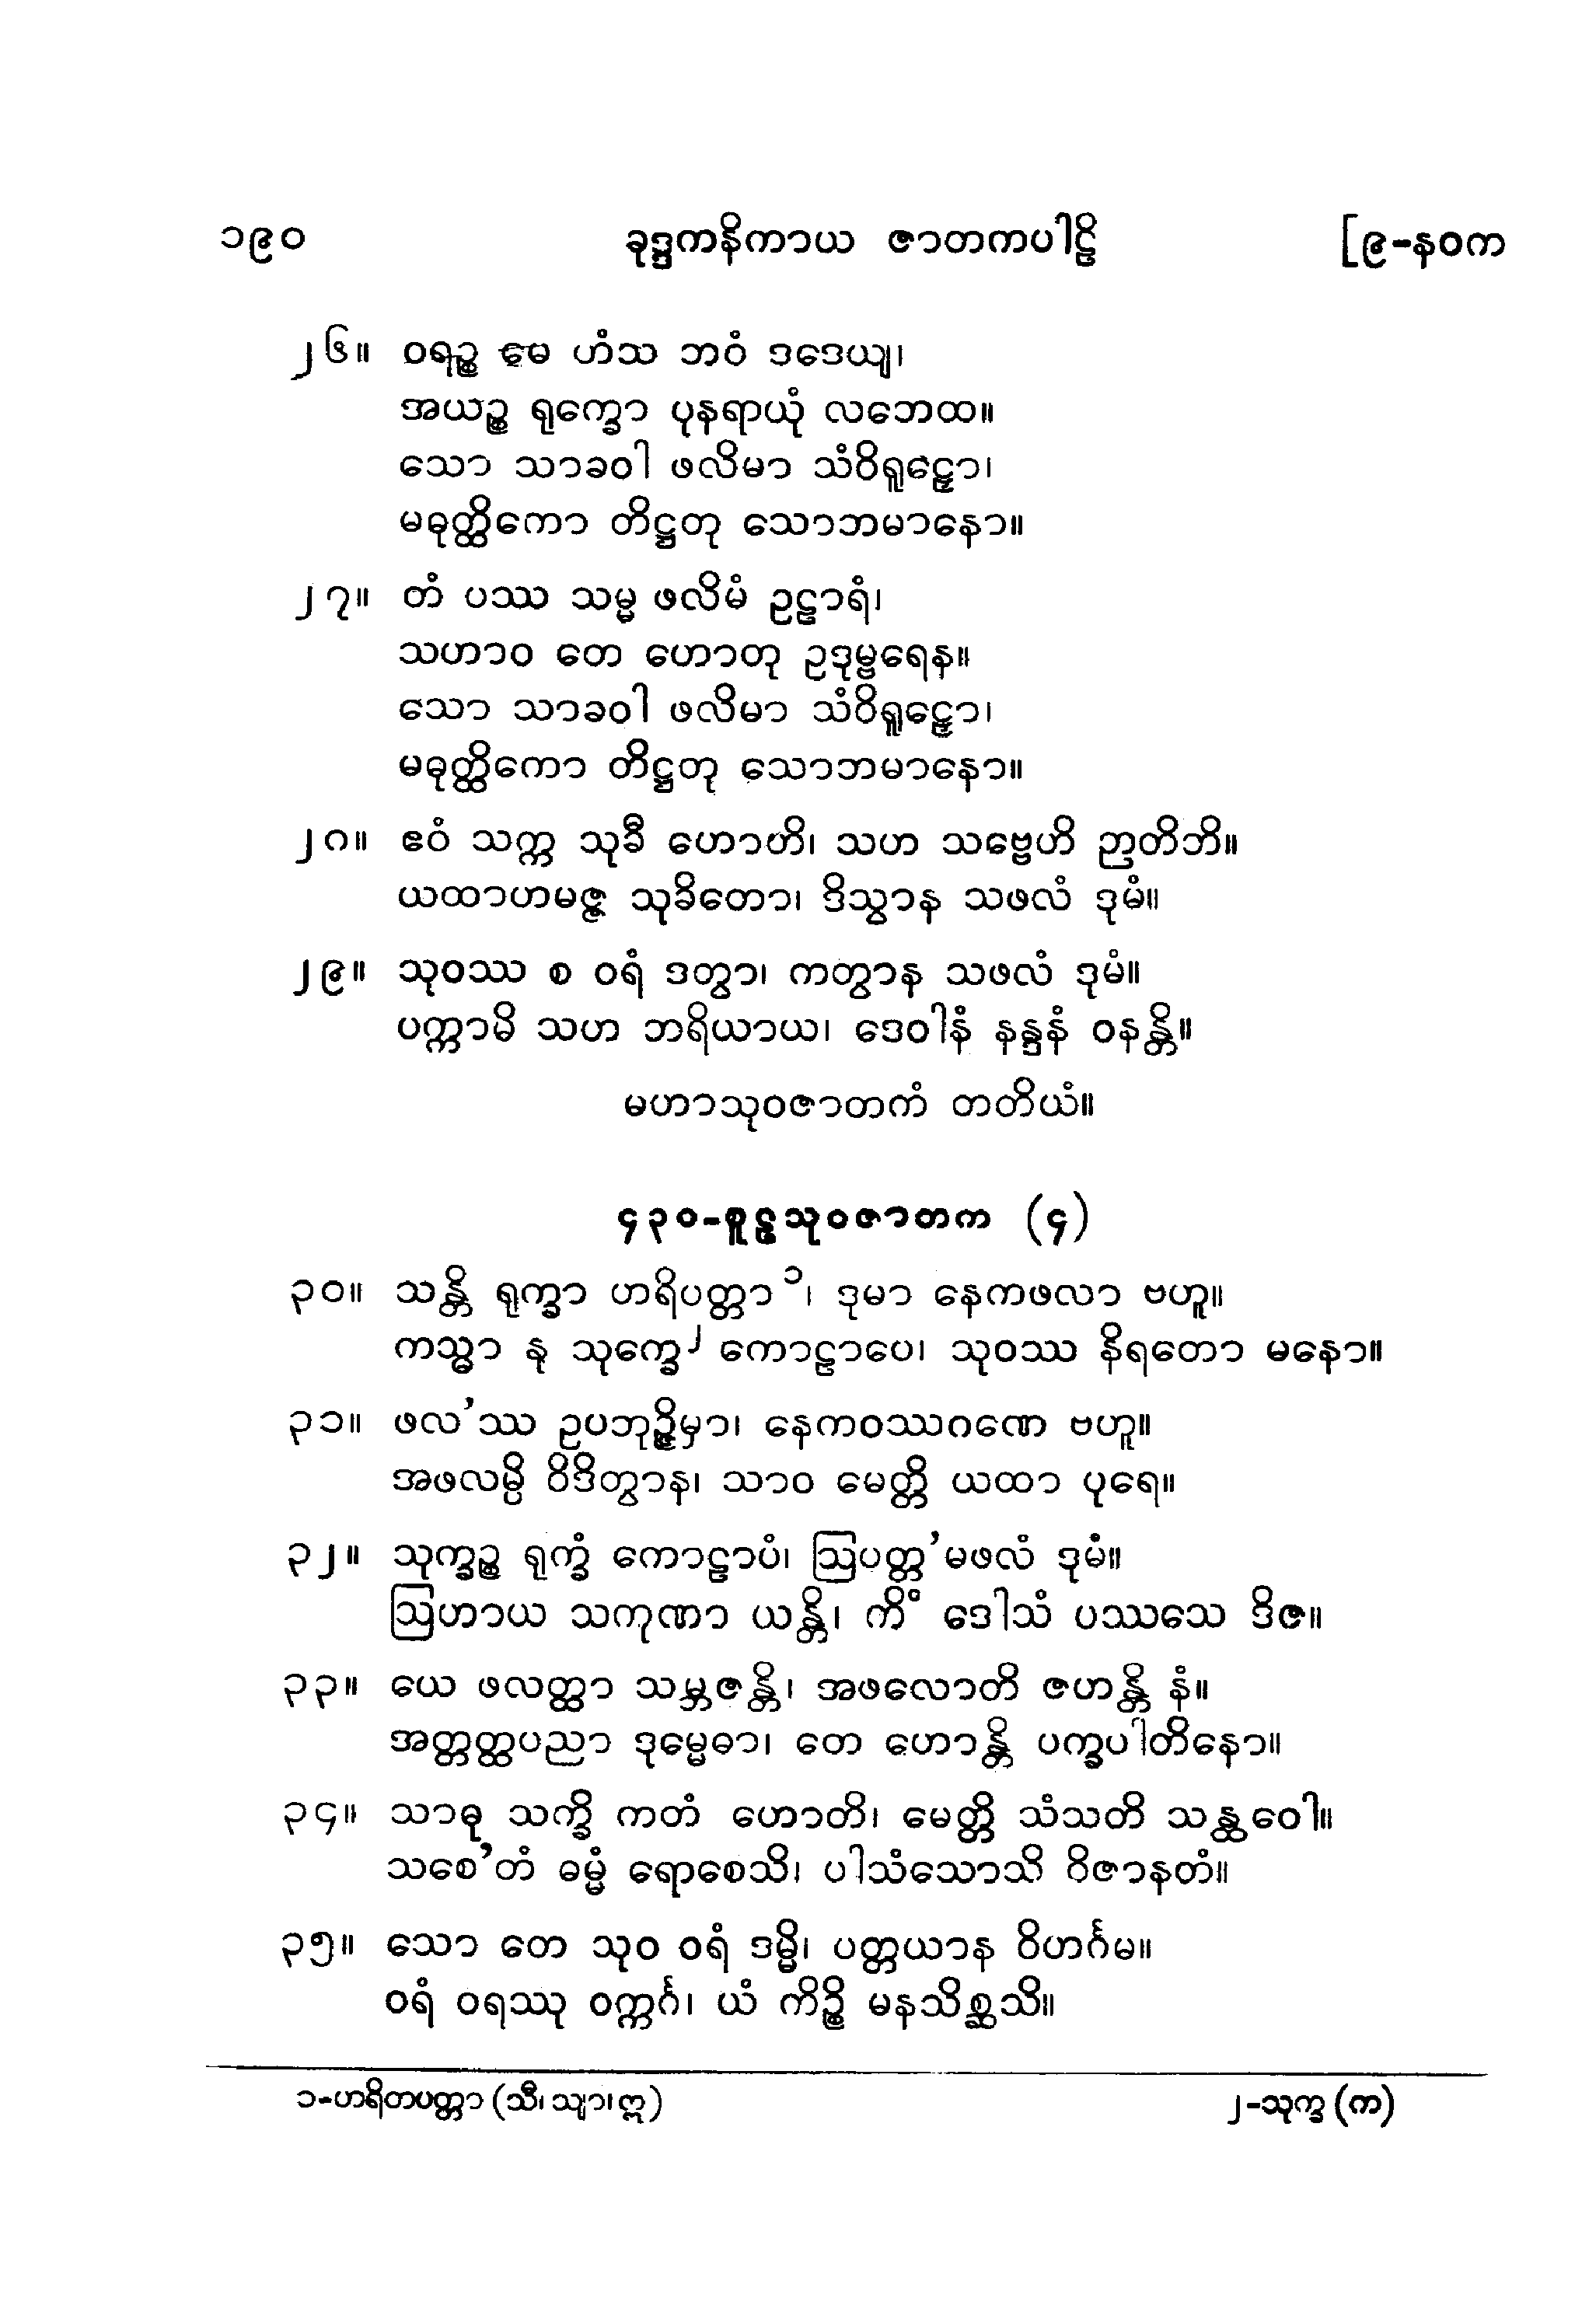 ၁၉၀ ခုဒ္ဒကနိကာယ ဇာတကပါဠိ [၉-နဝက
၂၆။ ဝရဉ္စ မေ ဟံသ ဘဝံ ဒဒေယျ၊
အယဉ္စ ရုက္ခော ပုနရာယုံ လဘေထ။
သော သာခဝါ ဖလိမာ သံဝိရူဠှော၊
မဓုတ္ထိကော တိဋ္ဌတု သောဘမာနော။
၂၇။ တံ ပဿ သမ္မ ဖလိမံ ဥဠာရံ၊
သဟာဝ တေ ဟောတု ဥဒုမ္ဗရေန။
သော သာခဝါ ဖလိမာ သံဝိရူဠှော၊
မဓုတ္ထိကော တိဋ္ဌတု သောဘမာနော။
၂၈။ ဧဝံ သက္က သုခီ ဟောဟိ၊ သဟ သဗ္ဗေဟိ ဉာတိဘိ။
ယထာဟမဇ္ဇ သုခိတော၊ ဒိသွာန သဖလံ ဒုမံ။
၂၉။ သုဝဿ စ ဝရံ ဒတွာ၊ ကတွာန သဖလံ ဒုမံ။
ပက္ကာမိ သဟ ဘရိယာယ၊ ဒေဝါနံ နန္ဒနံ ဝနန္တိ။
မဟာသုဝဇာတကံ တတိယံ။
၄၃၀-စူဠသုဝဇာတက (၄)
၃၀။ သန္တိ ရုက္ခာ ဟရိပတ္တာ ၁၊ ဒုမာ နေကဖလာ ဗဟူ။
ကသ္မာ နု သုက္ခေ ၂ ကောဠာပေ၊ သုဝဿ နိရတော မနော။
၃၁။ ဖလ’ဿ ဥပဘုဉ္ဇိမှာ၊ နေကဝဿဂဏေ ဗဟူ။
အဖလမ္ပိ ဝိဒိတွာန၊ သာဝ မေတ္တိ ယထာ ပုရေ။
၃၂။ သုက္ခဉ္စ ရုက္ခံ ကောဠာပံ၊ ဩပတ္တ’မဖလံ ဒုမံ။
ဩဟာယ သကုဏာ ယန္တိ၊ ကိံ ဒေါသံ ပဿသေ ဒိဇ။
၃၃။ ယေ ဖလတ္ထာ သမ္ဘဇန္တိ၊ အဖလောတိ ဇဟန္တိ နံ။
အတ္တတ္ထပညာ ဒုမ္မေဓာ၊ တေ ဟောန္တိ ပက္ခပါတိနော။
၃၄။ သာဓု သက္ခိ ကတံ ဟောတိ၊ မေတ္တိ သံသတိ သန္ထဝေါ။
သစေ’တံ ဓမ္မံ ရောစေသိ၊ ပါသံသောသိ ဝိဇာနတံ။
၃၅။ သော တေ သုဝ ဝရံ ဒမ္မိ၊ ပတ္တယာန ဝိဟင်္ဂမ။
ဝရံ ဝရဿု ဝက္ကင်္ဂ၊ ယံ ကိဉ္စိ မနသိစ္ဆသိ။
၁-ဟရိတပတ္တာ (သီ၊ သျာ၊ ဣ) ၂-သုက္ခ (က)